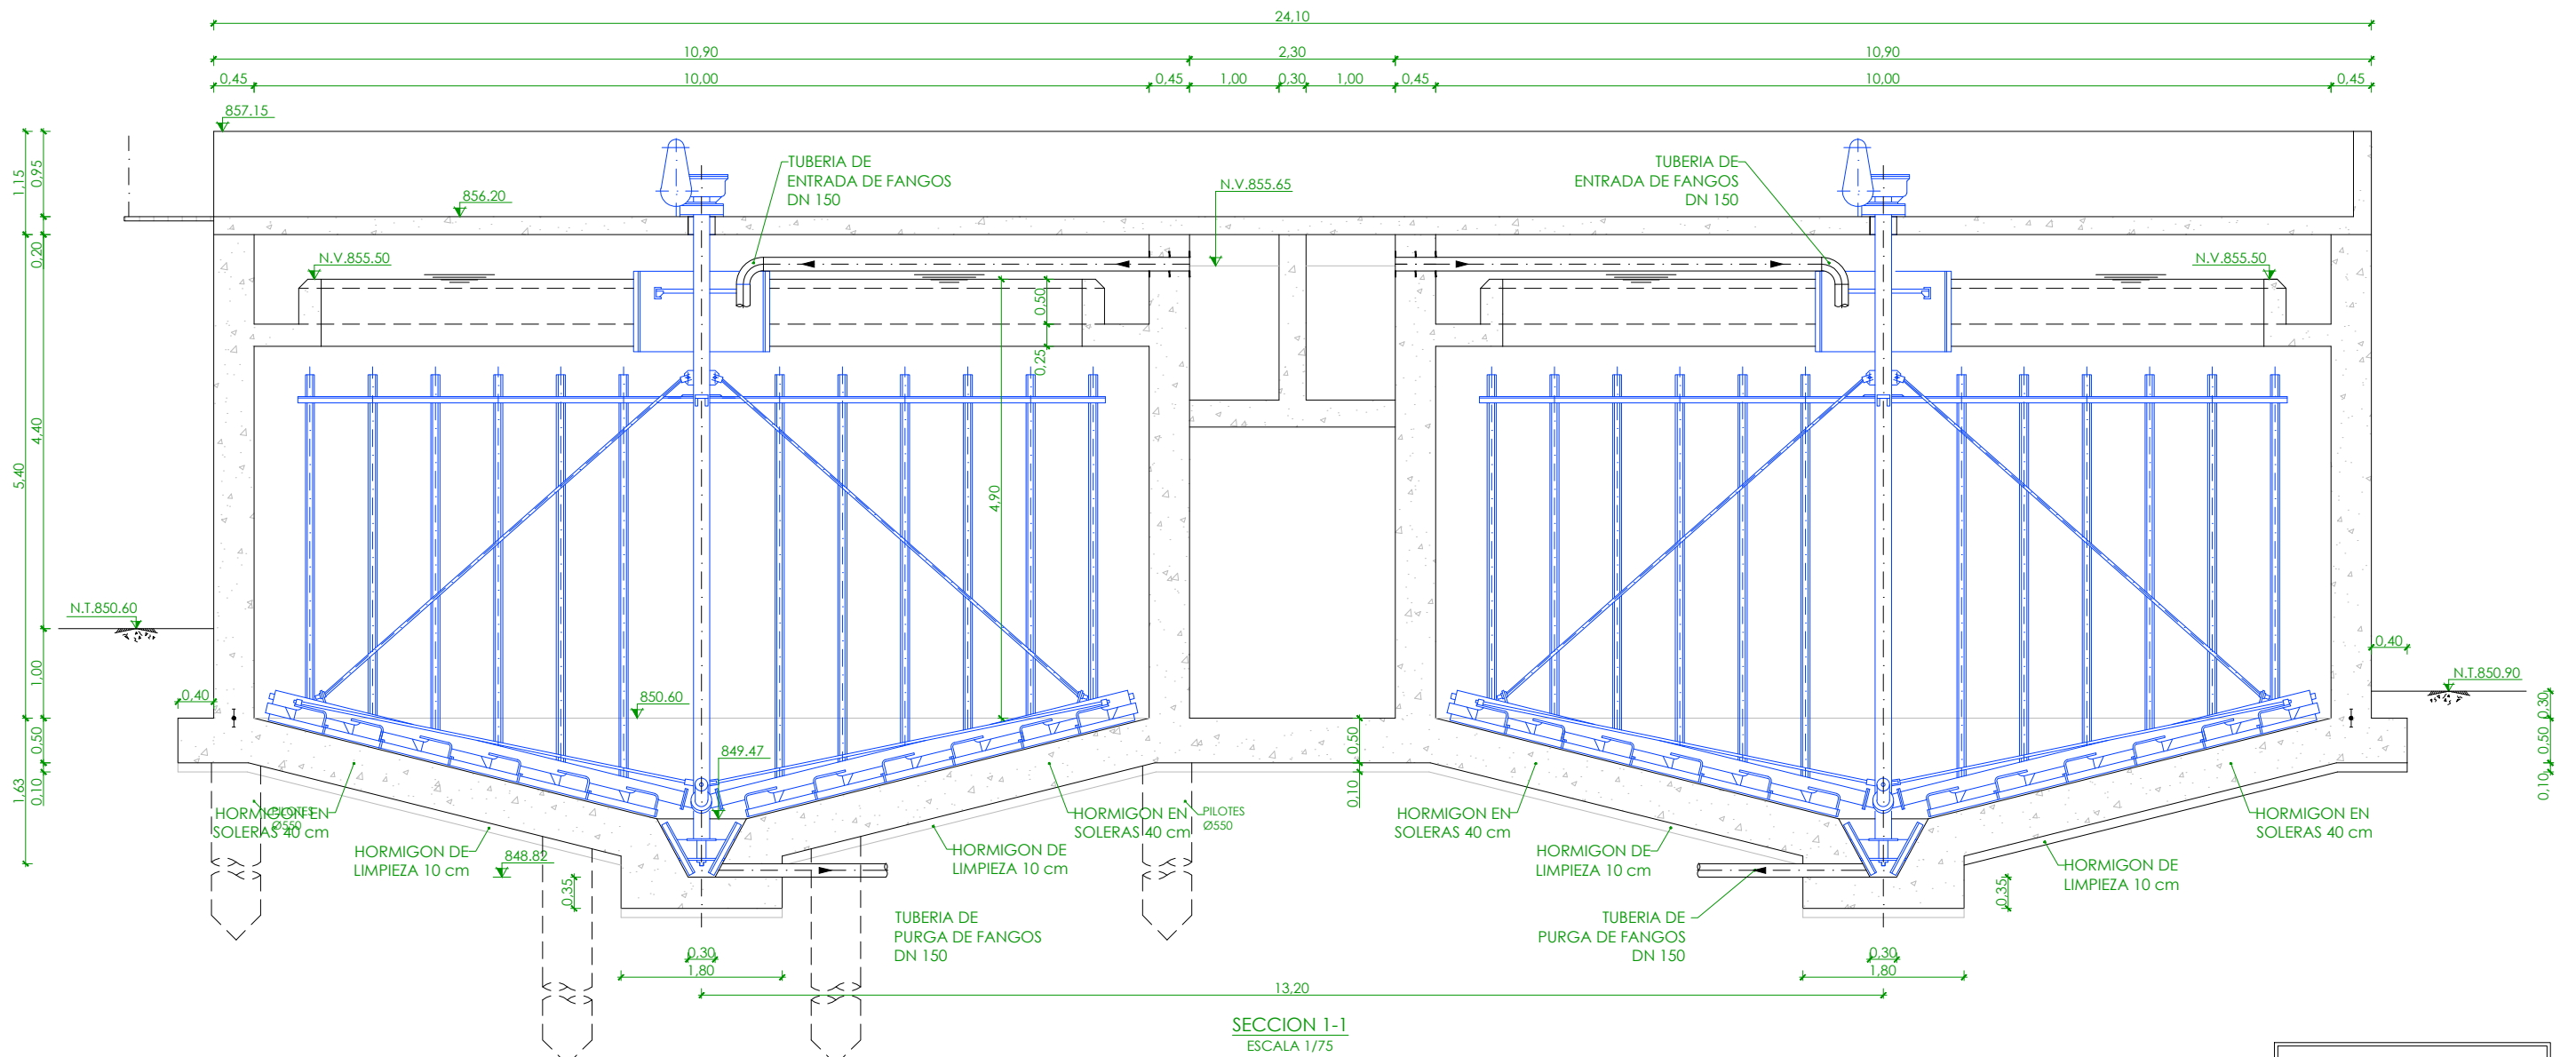 24,10
10,90
2,30
10,90
0,45
10,00
0,45
1,00
0,30
1,00
0,45
10,00
0,45
857.15
1,15
0,95
TUBERIA DE
ENTRADA DE FANGOS
DN 150
TUBERIA DE
ENTRADA DE FANGOS
DN 150
856.20
N.V.855.65
0,20
N.V.855.50
N.V.855.50
0,50
0,25
4,40
5,40
4,90
N.T.850.60
1,00
0,40
850.60
0,40
N.T.850.90
0,30
849.47
0,50
0,50
0,50
0,10
0,10
0,10
1,63
HORMIGON EN
SOLERAS 40 cm
PILOTES
Ø550
HORMIGON EN
SOLERAS 40 cm
PILOTES
Ø550
HORMIGON EN
SOLERAS 40 cm
HORMIGON EN
SOLERAS 40 cm
HORMIGON DE
LIMPIEZA 10 cm
848.82
HORMIGON DE
LIMPIEZA 10 cm
HORMIGON DE
LIMPIEZA 10 cm
HORMIGON DE
LIMPIEZA 10 cm
0,35
0,35
TUBERIA DE
PURGA DE FANGOS
DN 150
TUBERIA DE
PURGA DE FANGOS
DN 150
0,30
1,80
0,30
1,80
13,20
SECCION 1-1
ESCALA 1/75